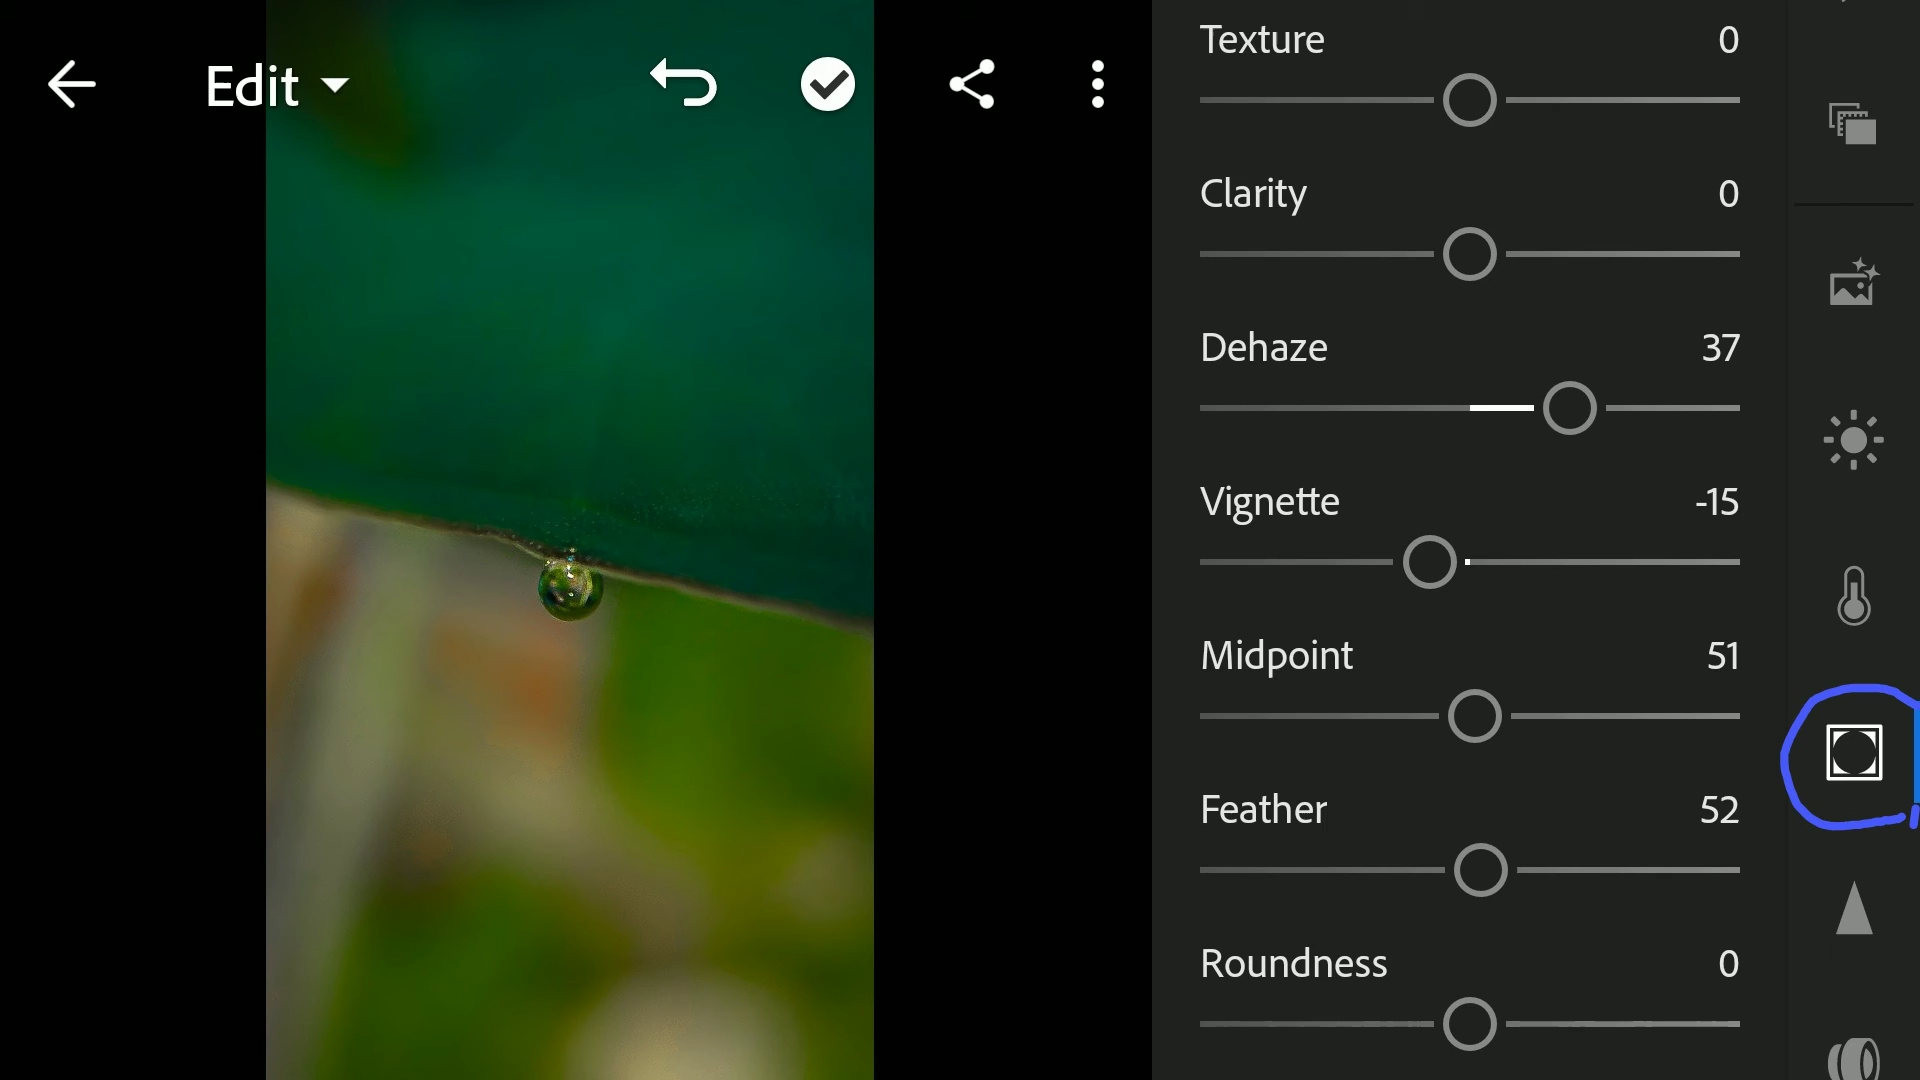 Edit
Texture 0
Clarity 0
Dehaze 37
Vignette -15
Midpoint 51
Feather 52
Roundness 0